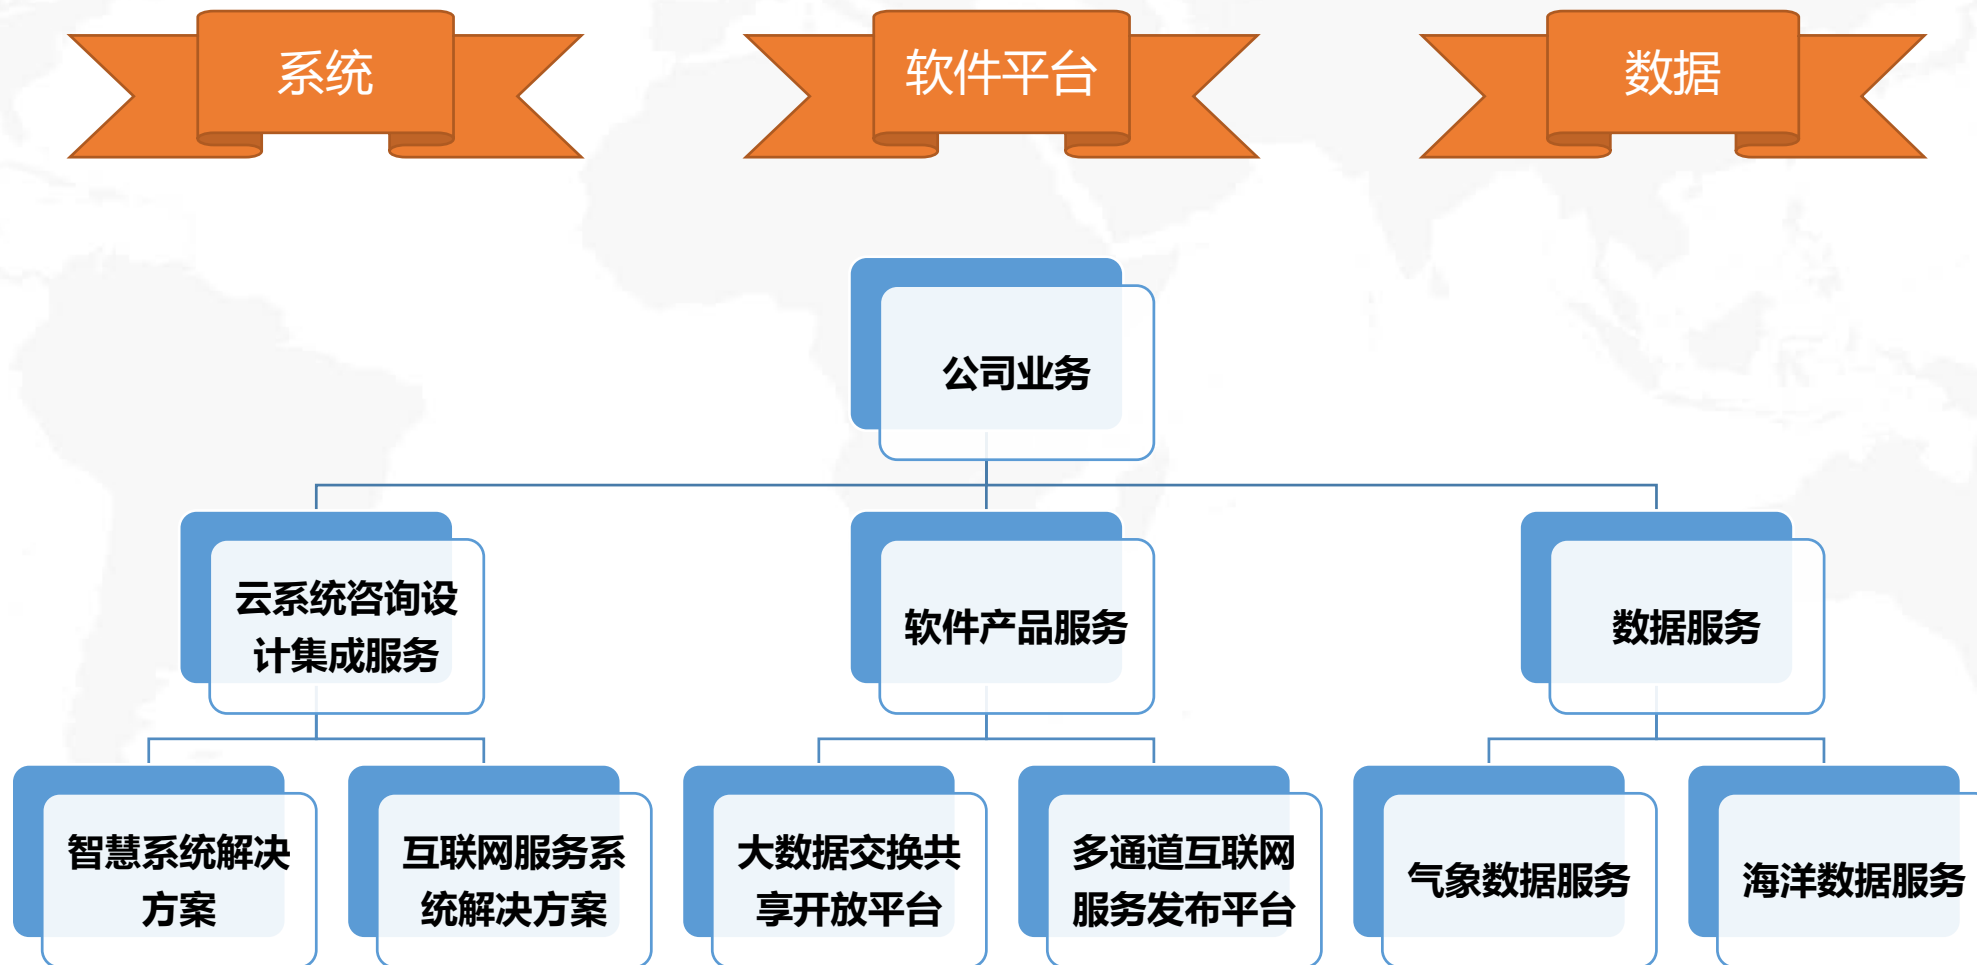 系统
软件平台
数据
公司业务
云系统咨询设
计集成服务
软件产品服务
数据服务
智慧系统解决
方案
互联网服务系
统解决方案
大数据交换共
享开放平台
多通道互联网
服务发布平台
气象数据服务
海洋数据服务